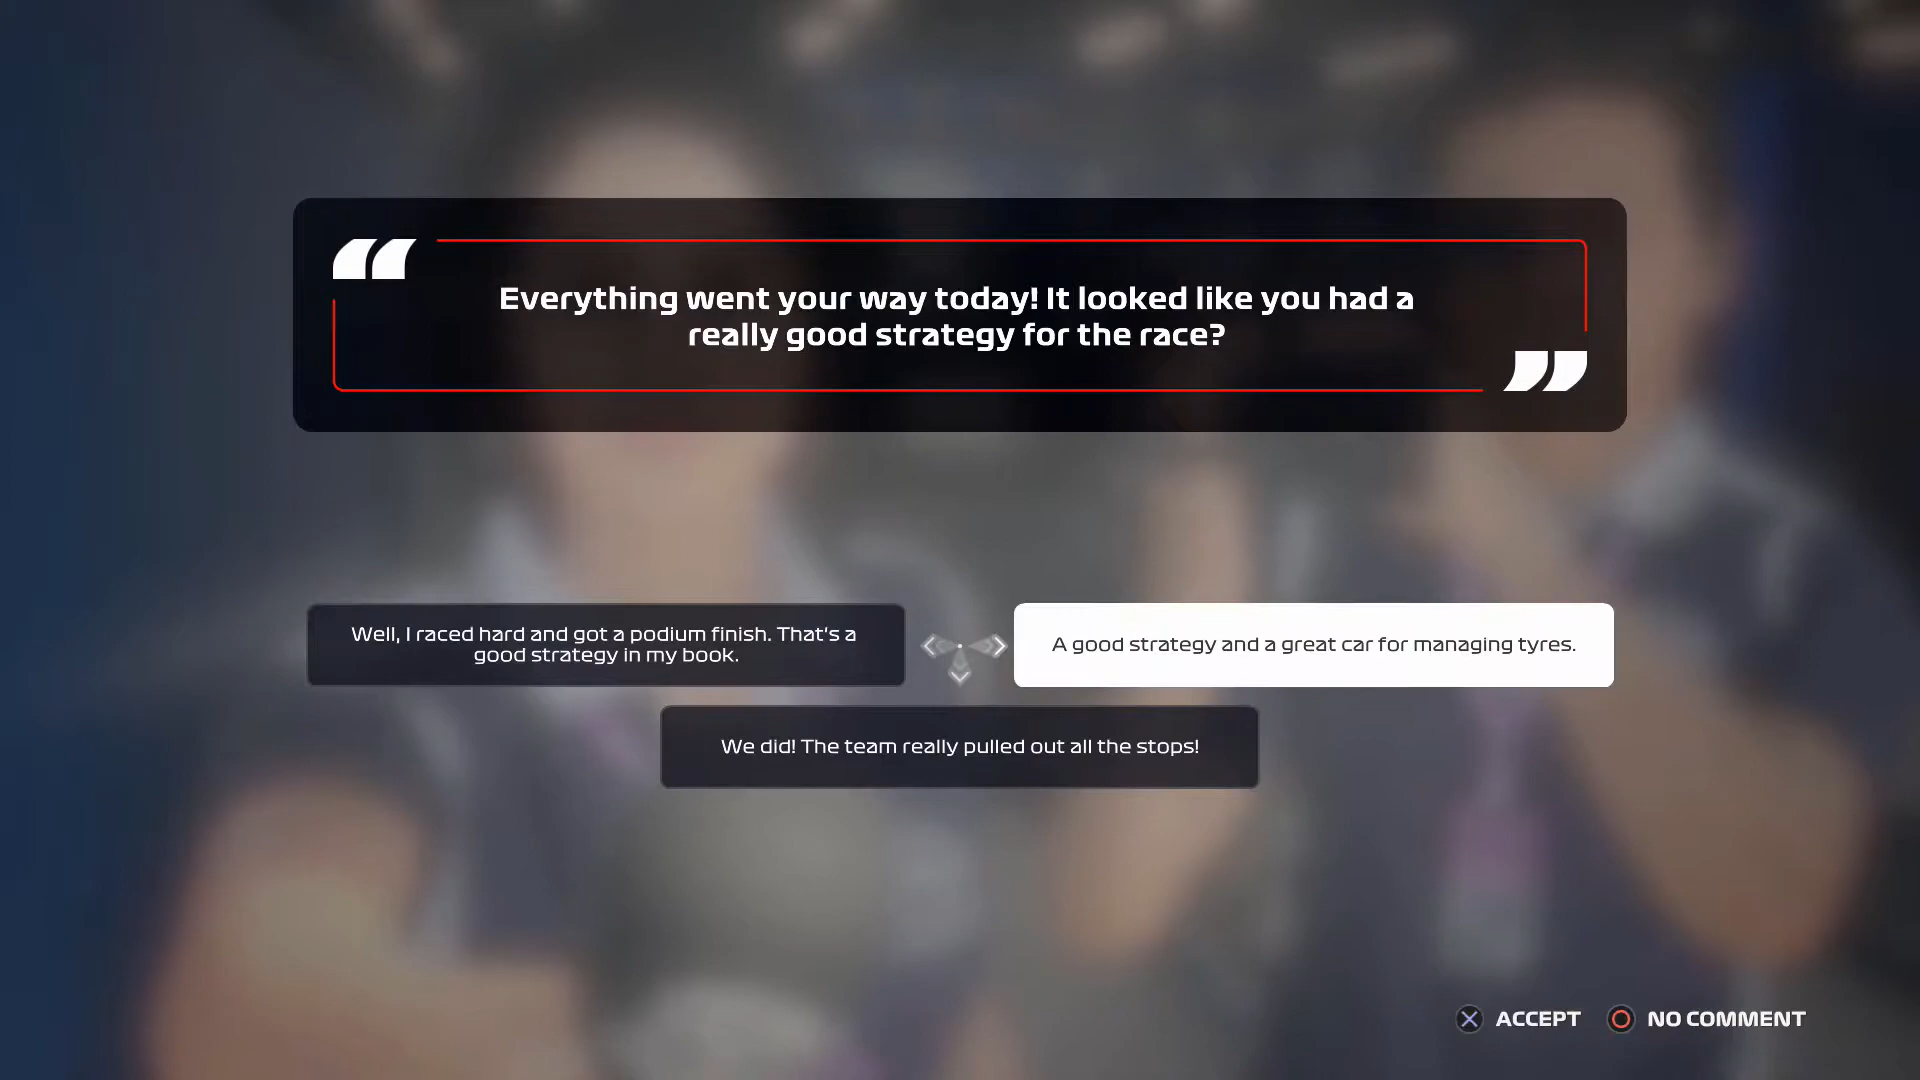 Everything went your way today! It looked like you had a
really good strategy for the race?
Well, I raced hard and got a podium finish. That's a
good strategy in my book.
A good strategy and a great car for managing tyres.
We did! The team really pulled out all the stops!
ACCEPT NO COMMENT